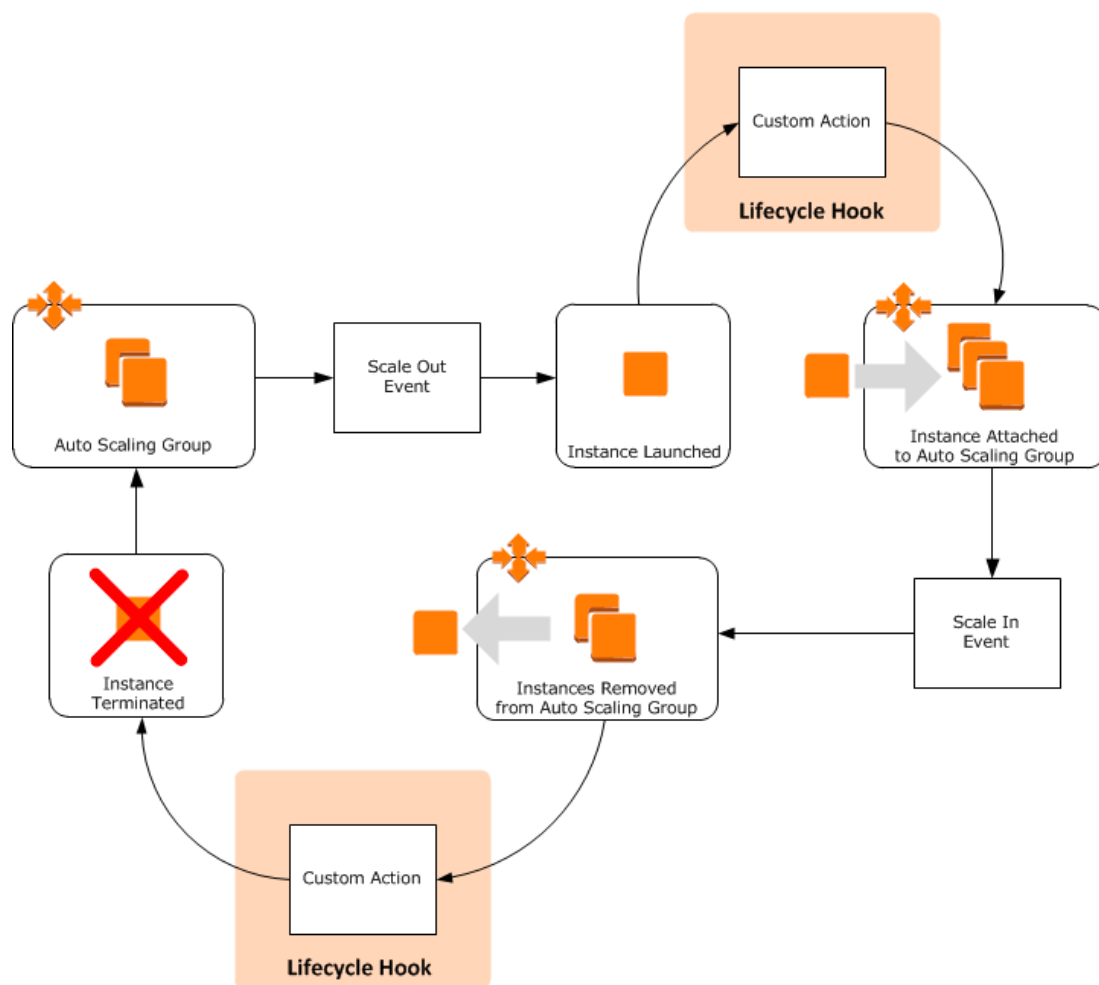 Custom Action
Lifecycle Hook
Auto Scaling Group
Scale Out
Event
Instance Launched
Instance Attached
to Auto Scaling Group
Instance
Terminated
Instances Removed
from Auto Scaling Group
Scale In
Event
Custom Action
Lifecycle Hook